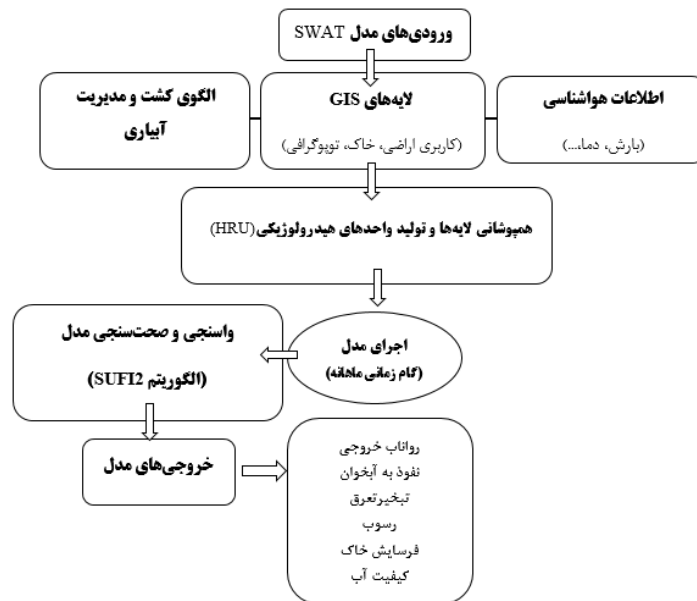 ورودی‌های مدل SWAT
اطلاعات هواشناسی
(بارش، دما،...)
لایه‌های GIS
(کاربری اراضی، خاک، توپوگرافی)
الگوی کشت و مدیریت
آبیاری
همپوشانی لایه‌ها و تولید واحدهای هیدرولوژیکی(HRU)
اجرای مدل
(گام زمانی ماهانه)
واسنجی و صحت‌سنجی مدل
(الگوریتم SUFI2)
خروجی‌های مدل
رواناب خروجی
نفوذ به آبخوان
تبخیرتعرق
رسوب
فرسایش خاک
کیفیت آب